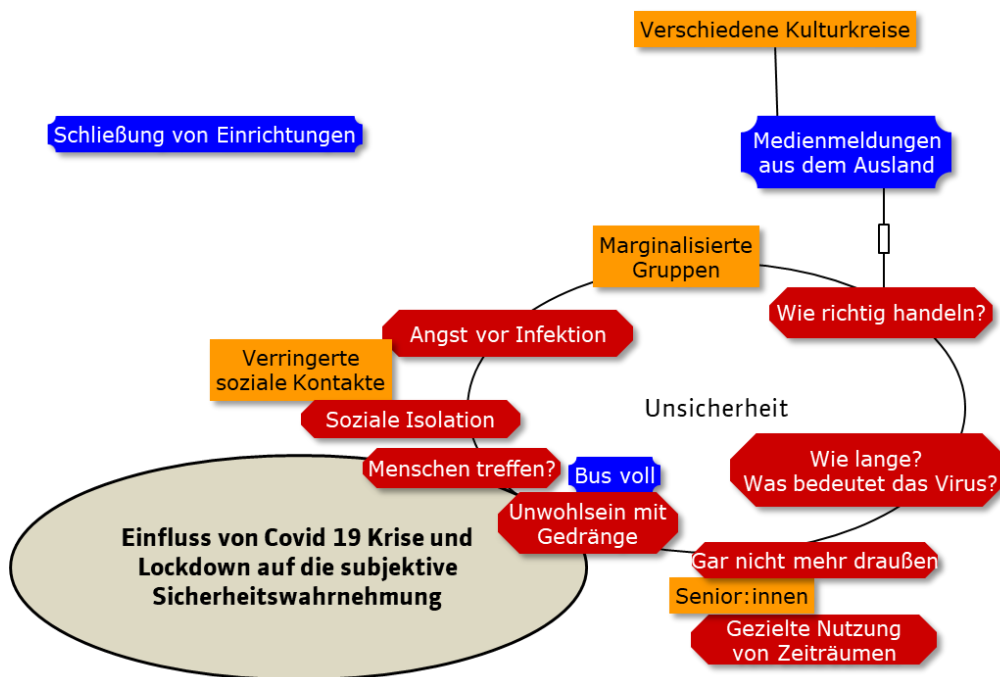 Verschiedene Kulturkreise
Schließung von Einrichtungen
Medienmeldungen
aus dem Ausland
Marginalisierte
Gruppen
Wie richtig handeln?
Angst vor Infektion
Verringerte
soziale Kontakte
Soziale Isolation
Unsicherheit
Menschen treffen?
Wie lange?
Was bedeutet das Virus?
Bus voll
Unwohlsein mit
Gedränge
Einfluss von Covid 19 Krise und
Lockdown auf die subjektive
Sicherheitswahrnehmung
Gar nicht mehr draußen
Senior:innen
Gezielte Nutzung
von Zeiträumen